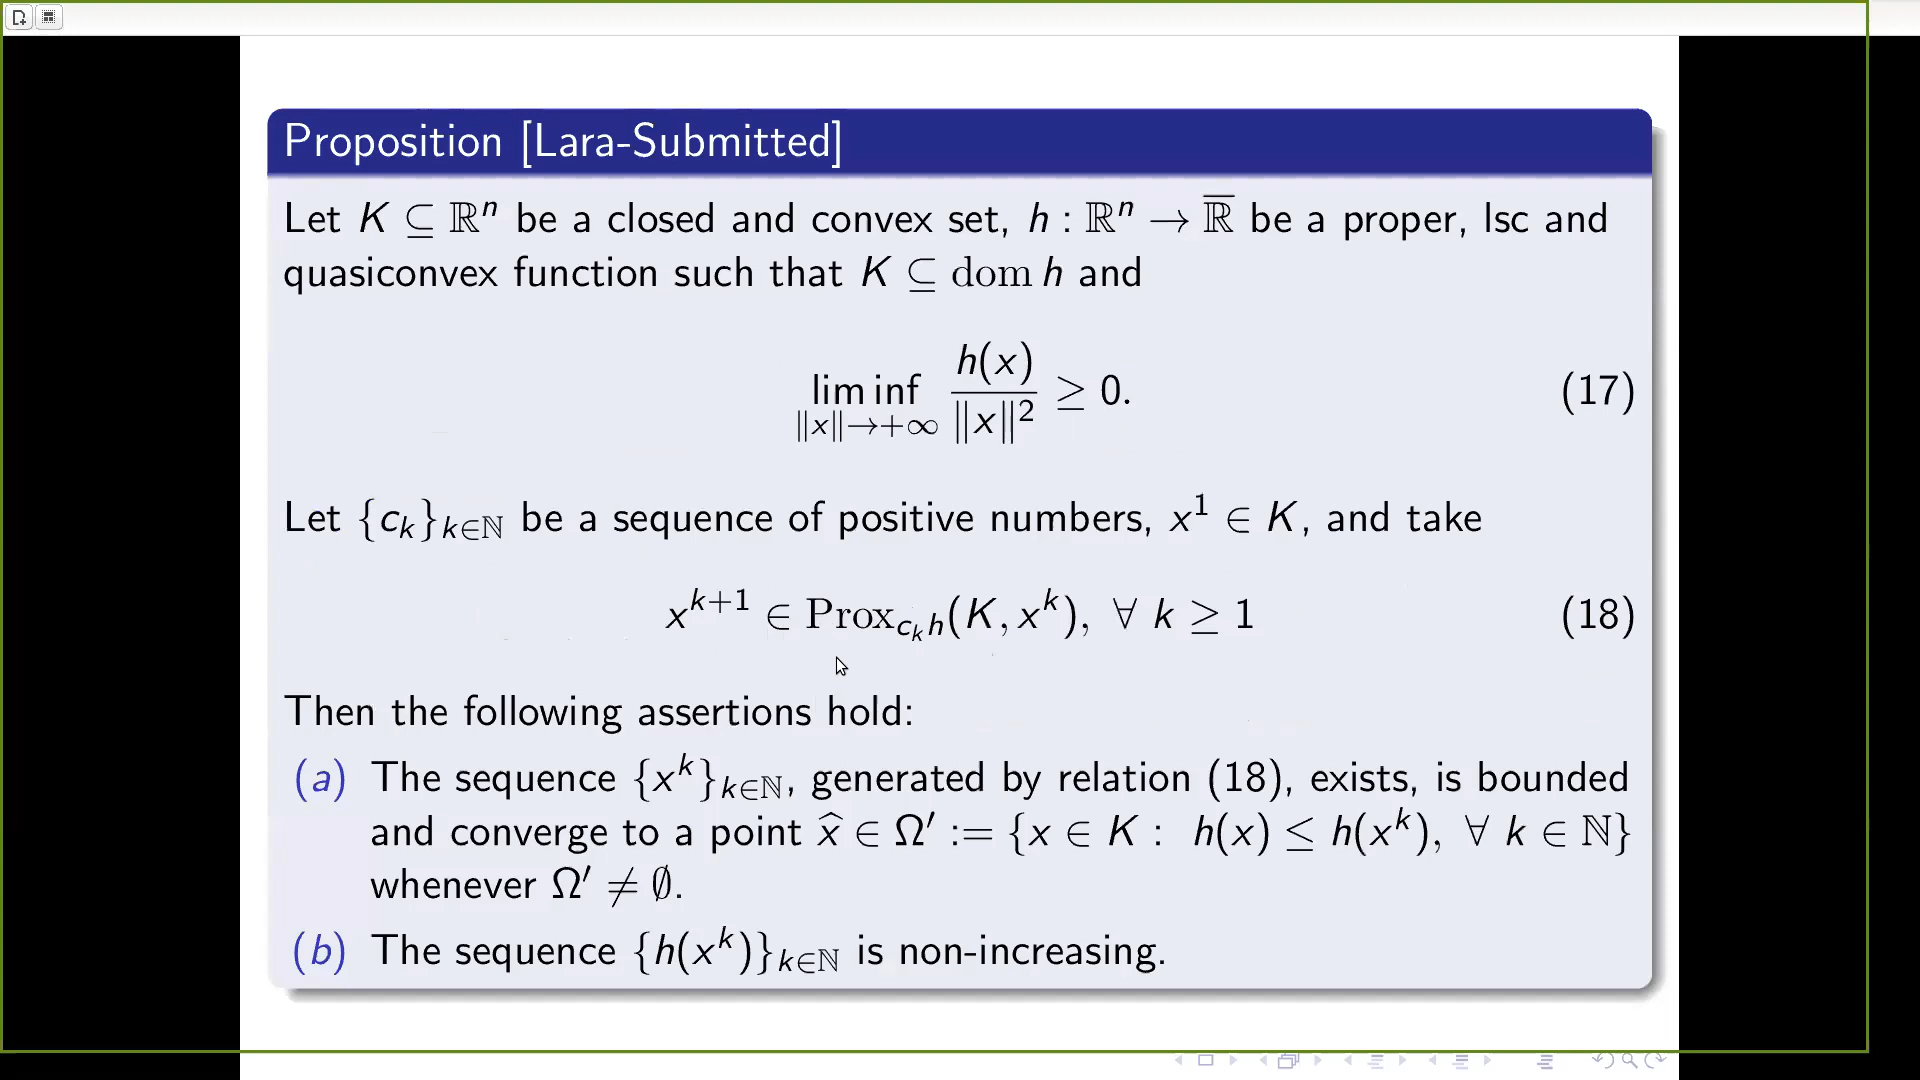 Proposition [Lara-Submitted]
Let K ⊆ ℝⁿ be a closed and convex set, h : ℝⁿ → ℝ̅ be a proper, lsc and
quasiconvex function such that K ⊆ dom h and
lim inf_{‖x‖→+∞} h(x)/‖x‖² ≥ 0. (17)
Let {c_k}_{k∈ℕ} be a sequence of positive numbers, x¹ ∈ K, and take
x^{k+1} ∈ Prox_{c_k h}(K, x^k), ∀ k ≥ 1 (18)
Then the following assertions hold:
(a) The sequence {x^k}_{k∈ℕ}, generated by relation (18), exists, is bounded
and converge to a point x̂ ∈ Ω′ := {x ∈ K : h(x) ≤ h(x^k), ∀ k ∈ ℕ}
whenever Ω′ ≠ ∅.
(b) The sequence {h(x^k)}_{k∈ℕ} is non-increasing.